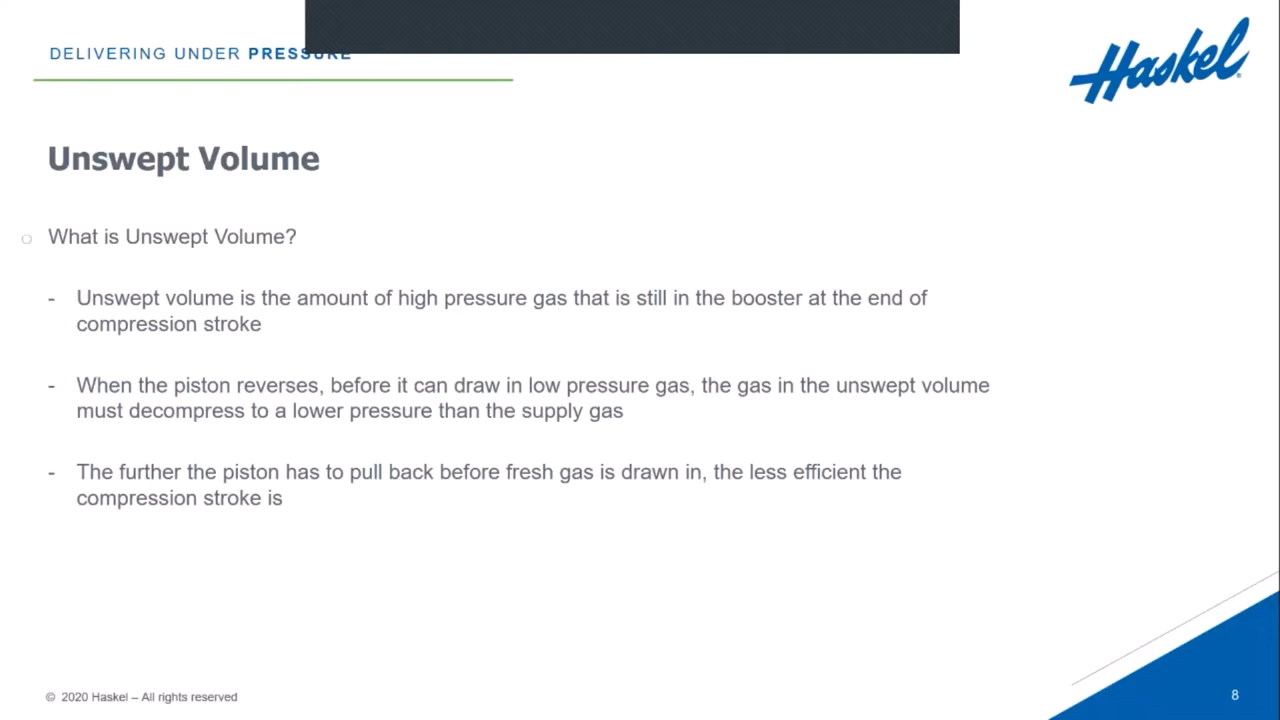 DELIVERING UNDER PRESSURE
Haskel
Unswept Volume
What is Unswept Volume?
- Unswept volume is the amount of high pressure gas that is still in the booster at the end of
compression stroke
- When the piston reverses, before it can draw in low pressure gas, the gas in the unswept volume
must decompress to a lower pressure than the supply gas
- The further the piston has to pull back before fresh gas is drawn in, the less efficient the
compression stroke is
© 2020 Haskel – All rights reserved
8